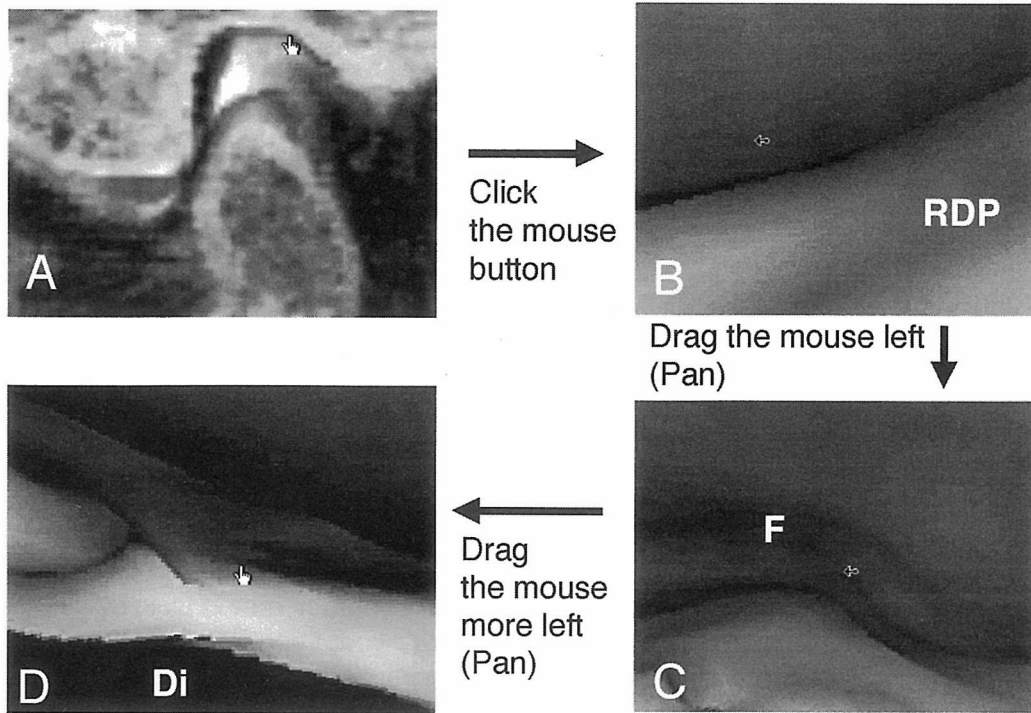 A
Click
the mouse
button
RDP
B
Drag the mouse left
(Pan)
F
C
Drag
the mouse
more left
(Pan)
Di
D